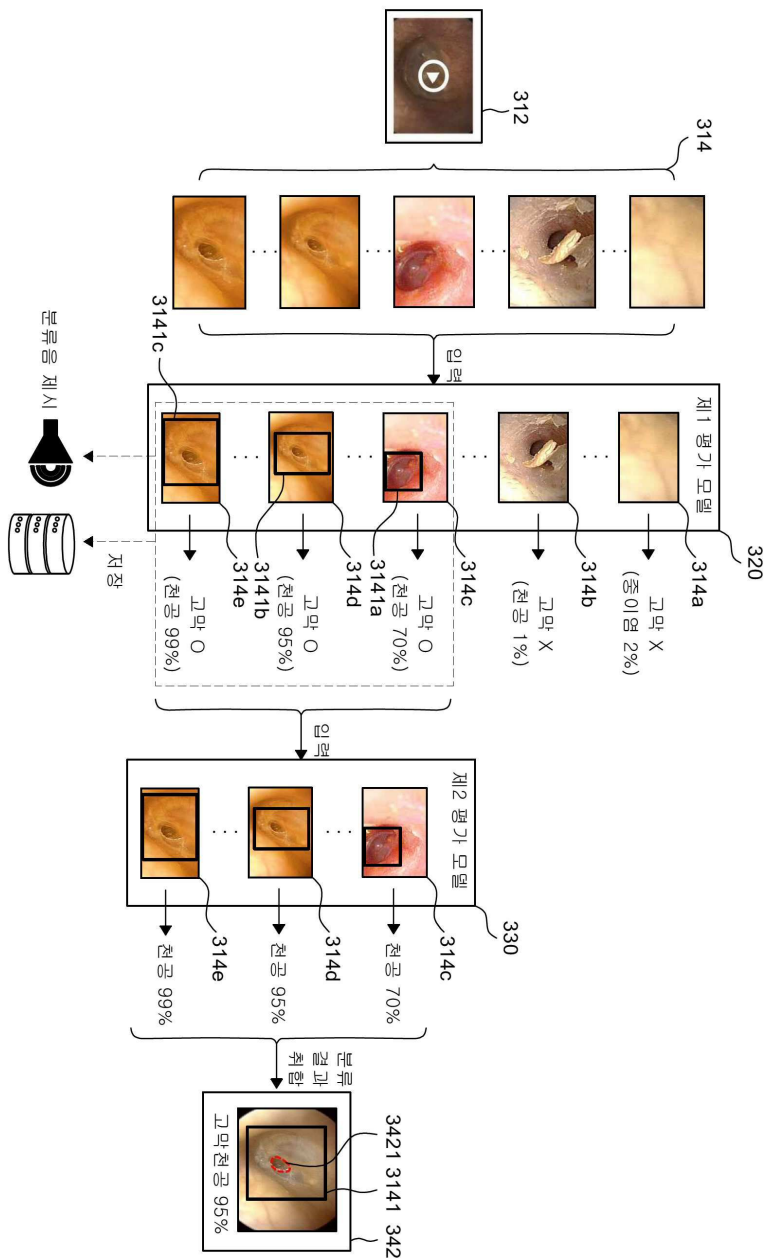 312
314
입력
제1 평가 모델
320
314a
고막 X
(중이염 2%)
314b
고막 X
(천공 1%)
314c
3141a
고막 O
(천공 70%)
314d
3141b
고막 O
(천공 95%)
3141c
314e
고막 O
(천공 99%)
저장
분류음 제시
입력
제2 평가 모델
330
314c
천공 70%
314d
천공 95%
314e
천공 99%
분류
결과
취합
3421
3141
342
고막천공 95%